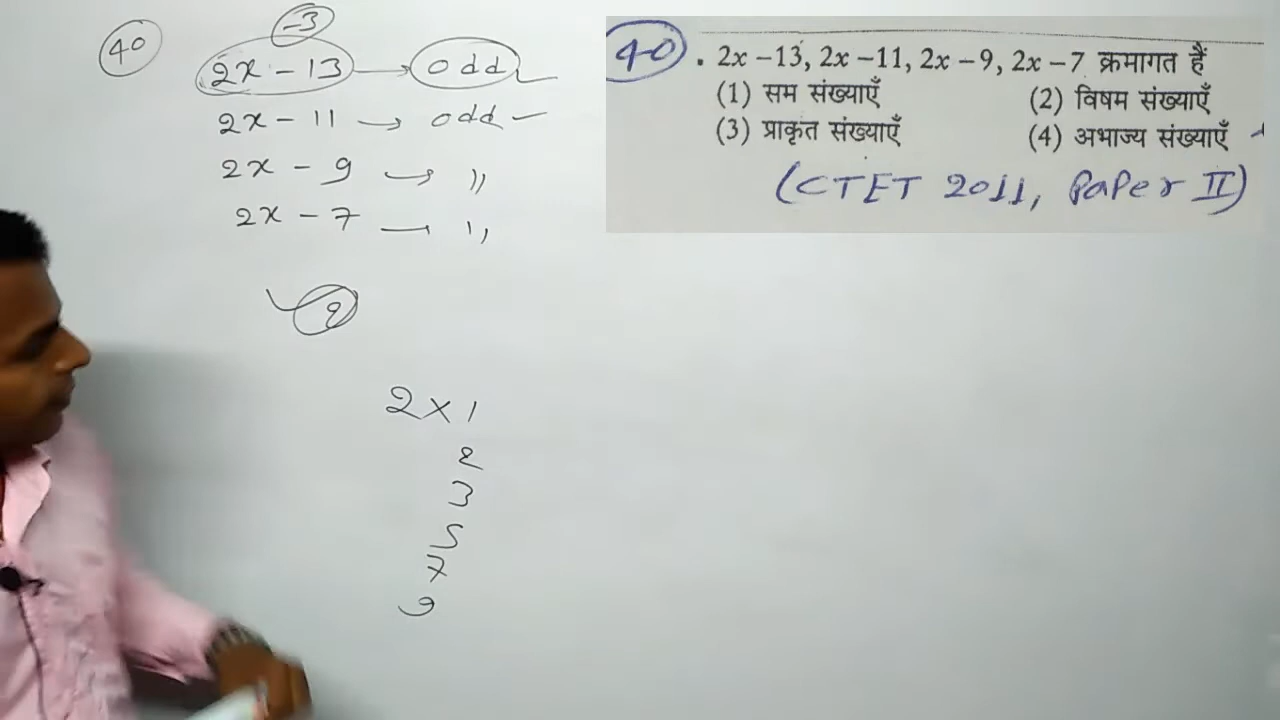 40
-3
2x - 13 → odd
2x - 11 → odd
2x - 9 → ,,
2x - 7 — ,,
2
2 × 1
2
3
5
7
9
40 . 2x – 13, 2x – 11, 2x – 9, 2x – 7 क्रमागत हैं
(1) सम संख्याएँ (2) विषम संख्याएँ
(3) प्राकृत संख्याएँ (4) अभाज्य संख्याएँ
(CTET 2011, Paper II)